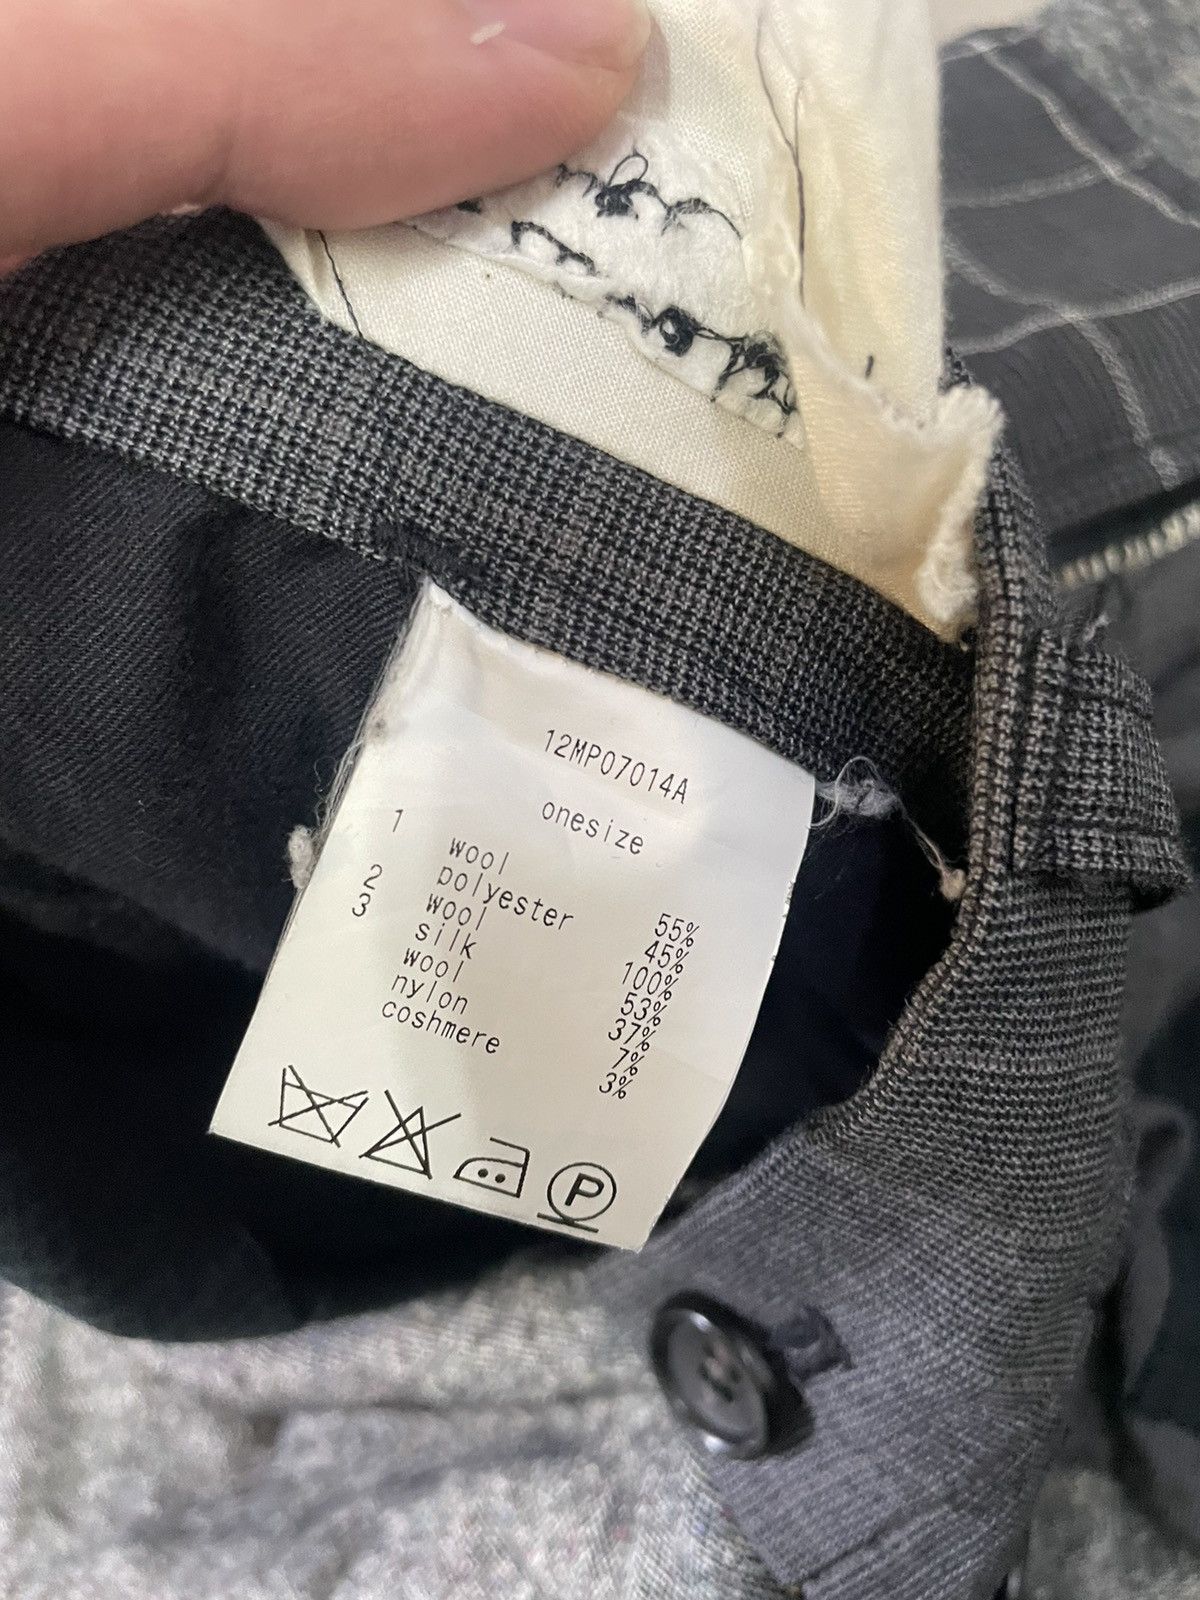 12MP07014A
onesize
1 wool 55%
polyester 45%
2 wool 100%
3 silk 53%
wool 37%
nylon 7%
coshmere 3%
P